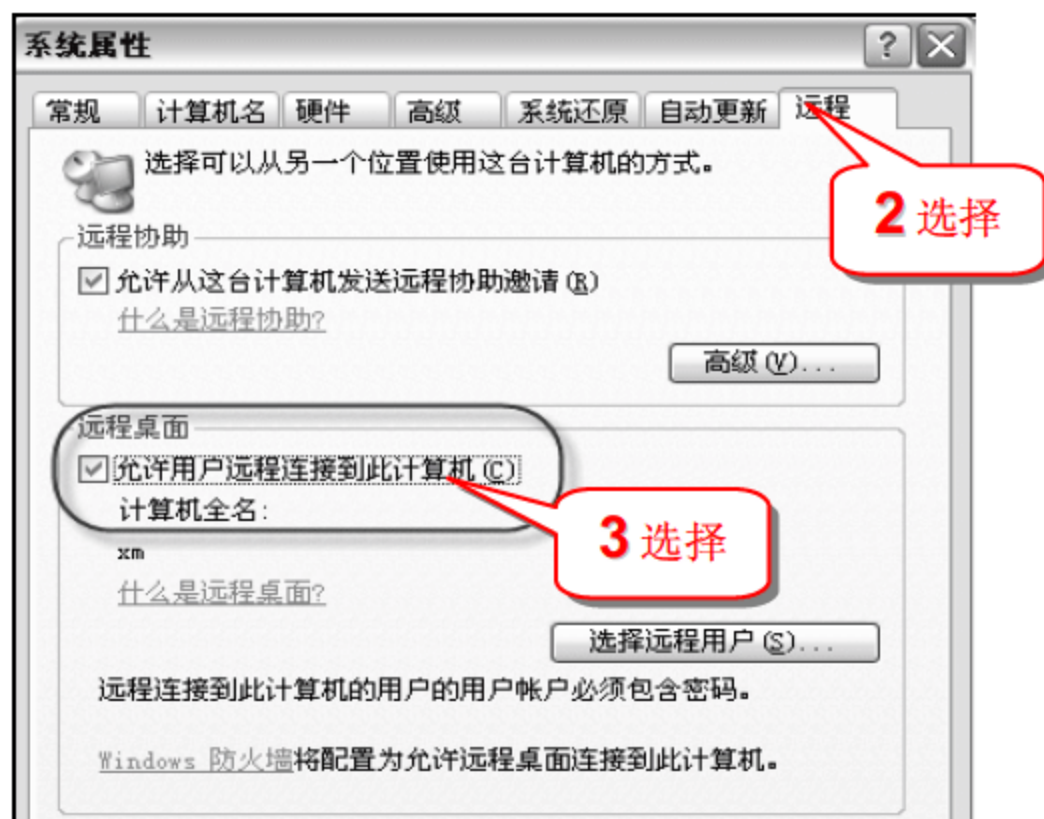 系统属性
常规 计算机名 硬件 高级 系统还原 自动更新 远程
选择可以从另一个位置使用这台计算机的方式。
2 选择
远程协助
允许从这台计算机发送远程协助邀请(R)
什么是远程协助?
高级(V)...
远程桌面
允许用户远程连接到此计算机(C)
计算机全名:
3 选择
xm
什么是远程桌面?
选择远程用户(S)...
远程连接到此计算机的用户的用户帐户必须包含密码。
Windows 防火墙将配置为允许远程桌面连接到此计算机。